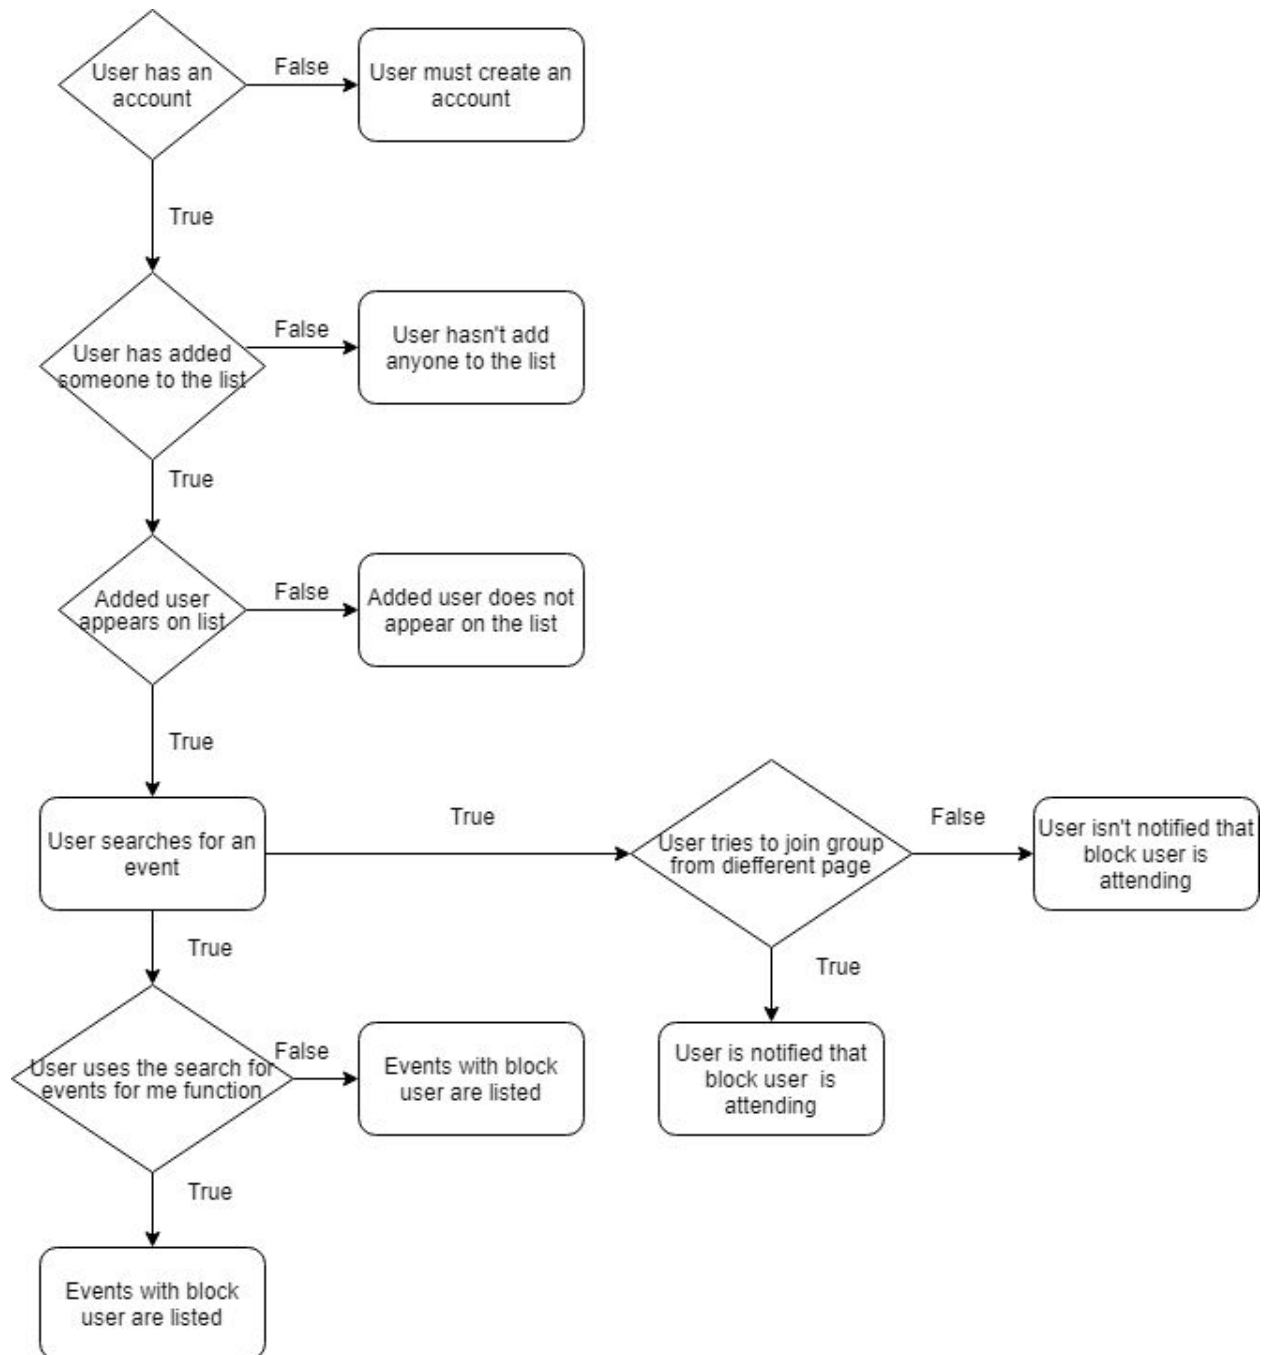 User has an
account
False
User must create an
account
True
User has added
someone to the list
False
User hasn't add
anyone to the list
True
Added user
appears on list
False
Added user does not
appear on the list
True
User searches for an
event
True
User tries to join group
from diefferent page
False
User isn't notified that
block user is
attending
True
True
User uses the search for
events for me function
False
Events with block
user are listed
User is notified that
block user is
attending
True
Events with block
user are listed